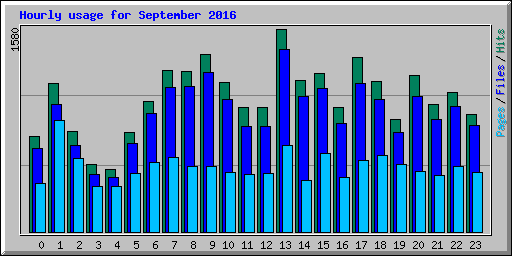 Hourly usage for September 2016
1580
Pages/Files/Hits
0 1 2 3 4 5 6 7 8 9 10 11 12 13 14 15 16 17 18 19 20 21 22 23